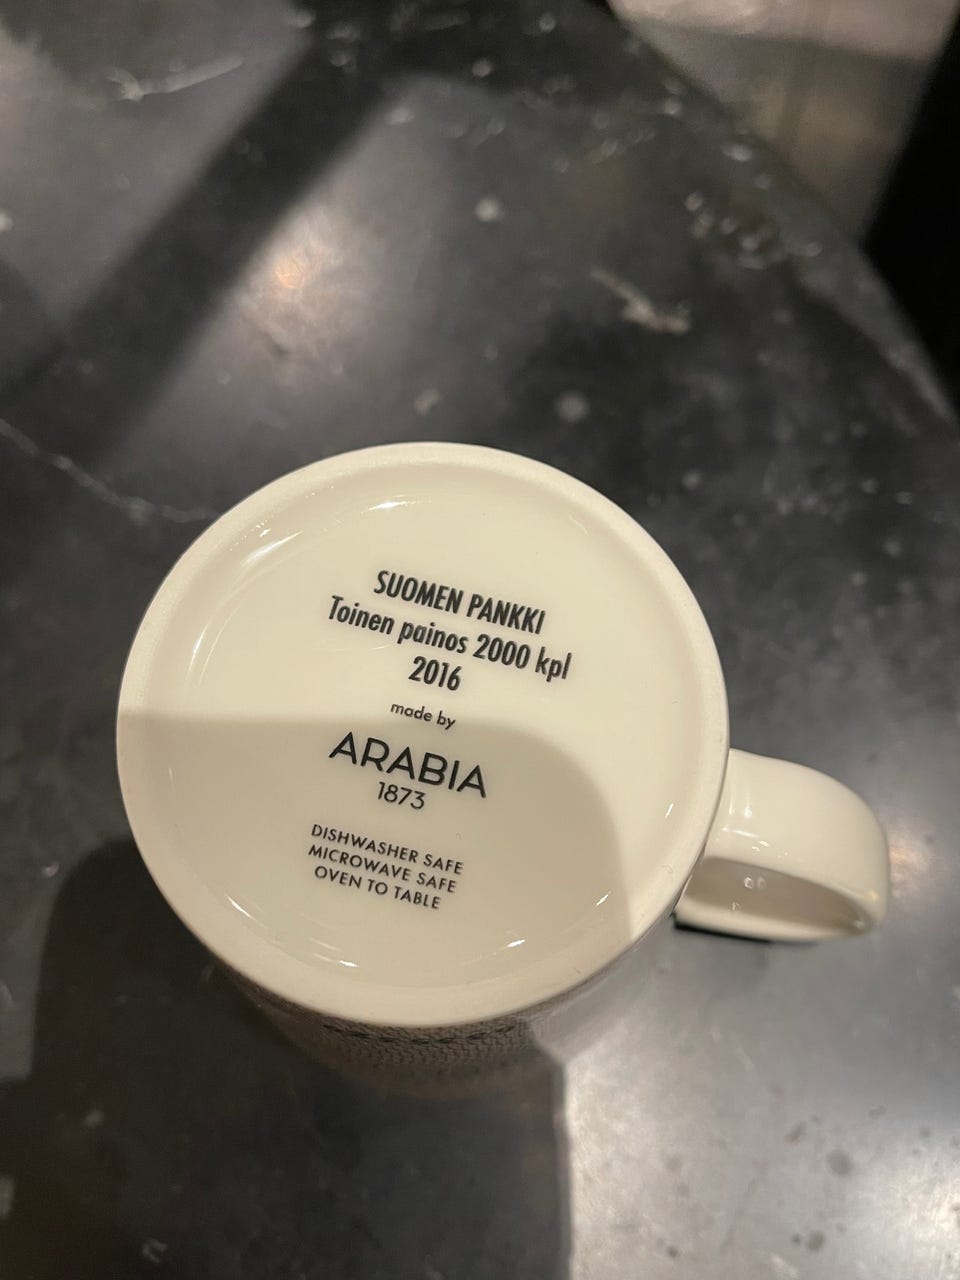 SUOMEN PANKKI
Toinen painos 2000 kpl
2016
made by
ARABIA
1873
DISHWASHER SAFE
MICROWAVE SAFE
OVEN TO TABLE